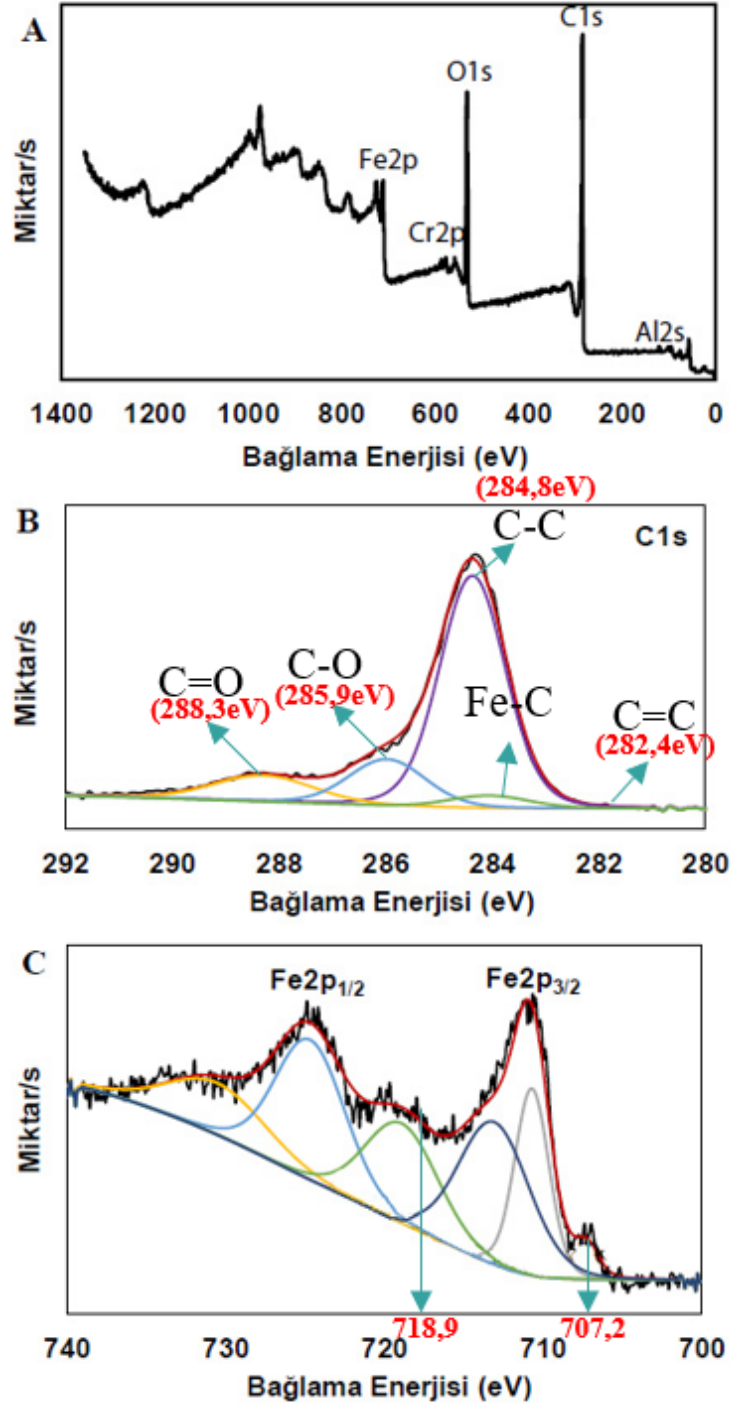 A
C1s
O1s
Fe2p
Cr2p
Al2s
Miktar/s
1400 1200 1000 800 600 400 200 0
Bağlama Enerjisi (eV)
B
(284,8eV)
C-C
C1s
C-O
(285,9eV)
C=O
(288,3eV)
Fe-C
C=C
(282,4eV)
Miktar/s
292 290 288 286 284 282 280
Bağlama Enerjisi (eV)
C
Fe2p1/2
Fe2p3/2
Miktar/s
718,9
707,2
740 730 720 710 700
Bağlama Enerjisi (eV)